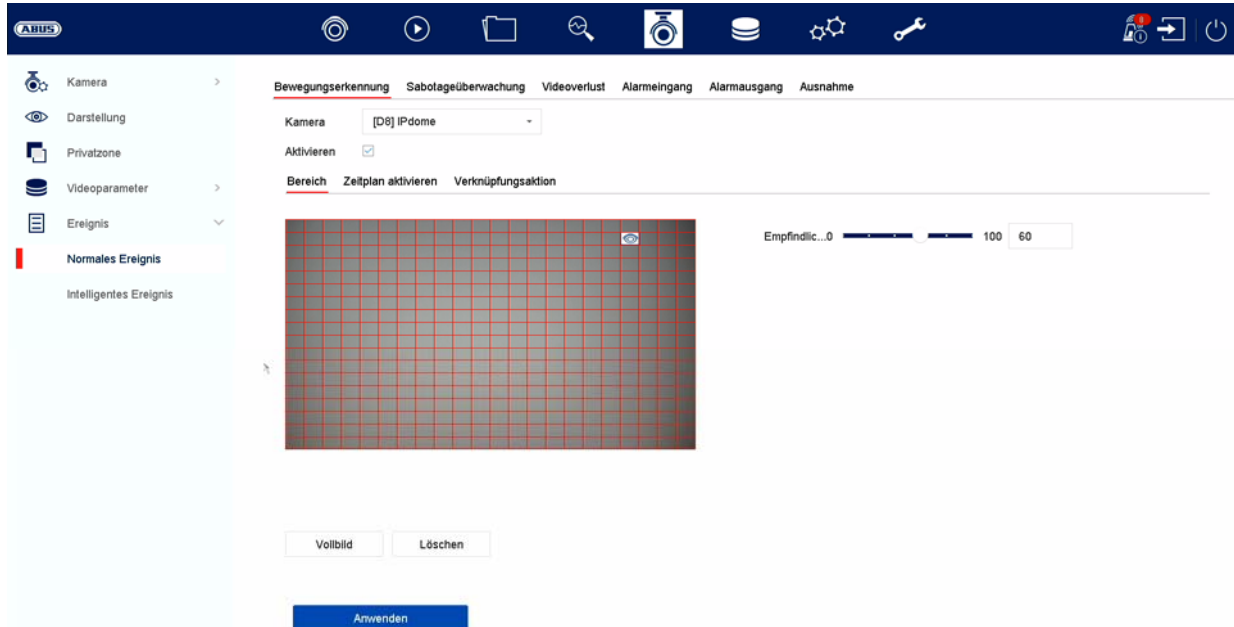 ABUS
Kamera
Darstellung
Privatzone
Videoparameter
Ereignis
Normales Ereignis
Intelligentes Ereignis
Bewegungserkennung Sabotageüberwachung Videoverlust Alarmeingang Alarmausgang Ausnahme
Kamera [D8] IPdome
Aktivieren
Bereich Zeitplan aktivieren Verknüpfungsaktion
Empfindlic...0 100 60
Vollbild Löschen
Anwenden